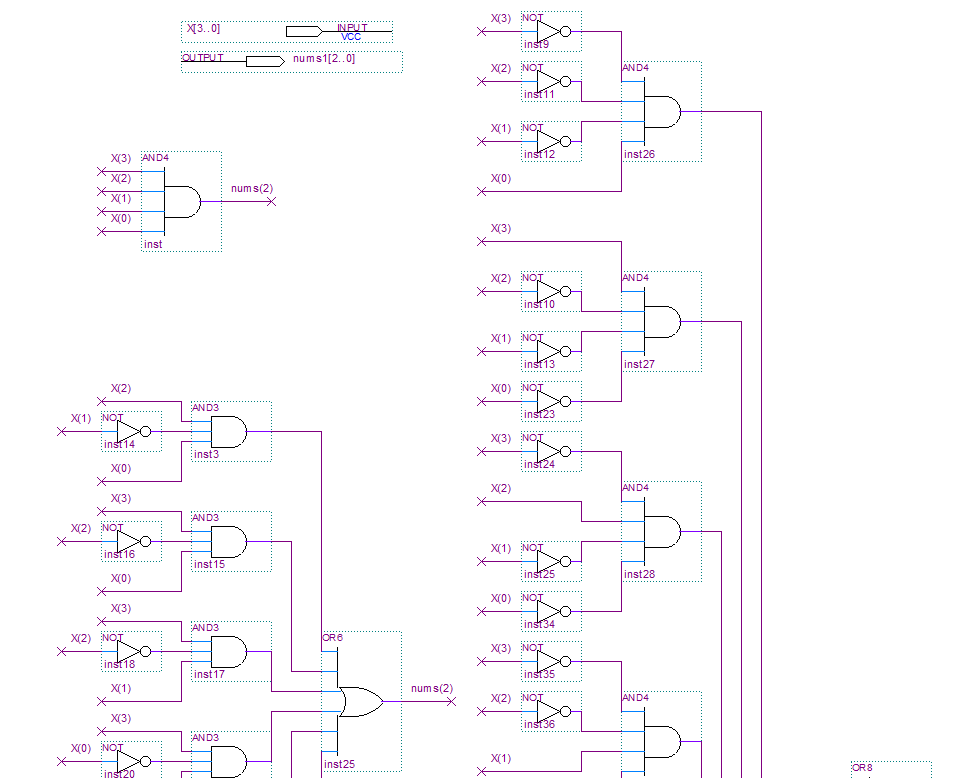 X[3..0]
INPUT
VCC
OUTPUT
nums1[2..0]
X(3)
AND4
X(2)
X(1)
X(0)
nums(2)
inst
X(2)
AND3
X(1)
NOT
inst14
inst3
X(0)
X(3)
AND3
X(2)
NOT
inst16
inst15
X(0)
X(3)
AND3
X(2)
NOT
inst18
inst17
X(1)
X(3)
AND3
X(0)
NOT
inst20
OR6
nums(2)
inst25
X(3)
NOT
inst9
X(2)
NOT
inst11
AND4
X(1)
NOT
inst12
inst26
X(0)
X(3)
AND4
X(2)
NOT
inst10
X(1)
NOT
inst13
inst27
X(0)
NOT
inst23
X(3)
NOT
inst24
AND4
X(2)
X(1)
NOT
inst25
inst28
X(0)
NOT
inst34
X(3)
NOT
inst35
AND4
X(2)
NOT
inst36
X(1)
OR8